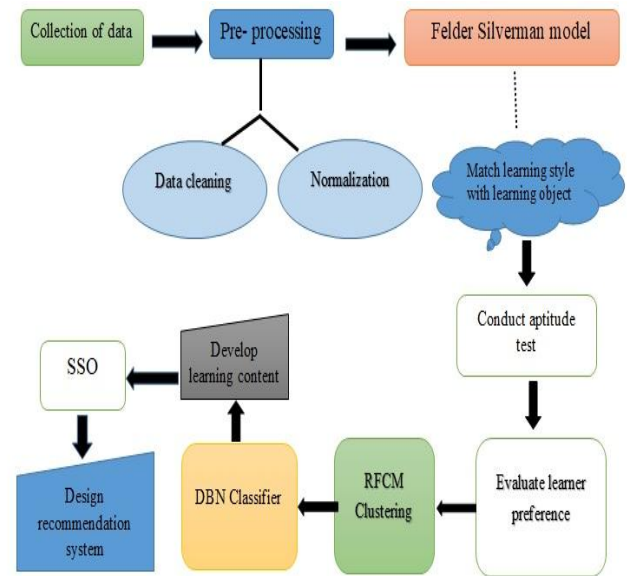 Collection of data
Pre- processing
Felder Silverman model
Data cleaning
Normalization
Match learning style
with learning object
Conduct aptitude
test
Evaluate learner
preference
RFCM
Clustering
DBN Classifier
Develop
learning content
SSO
Design
recommendation
system